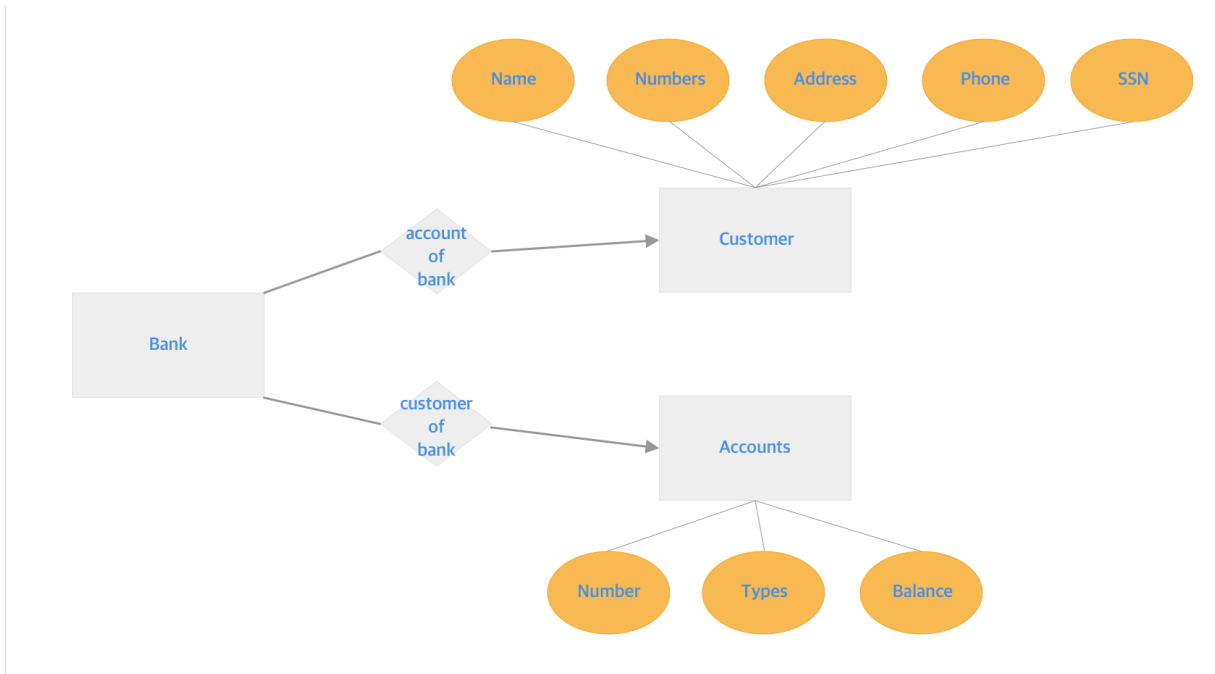 Name
Numbers
Address
Phone
SSN
account
of
bank
Customer
Bank
customer
of
bank
Accounts
Number
Types
Balance